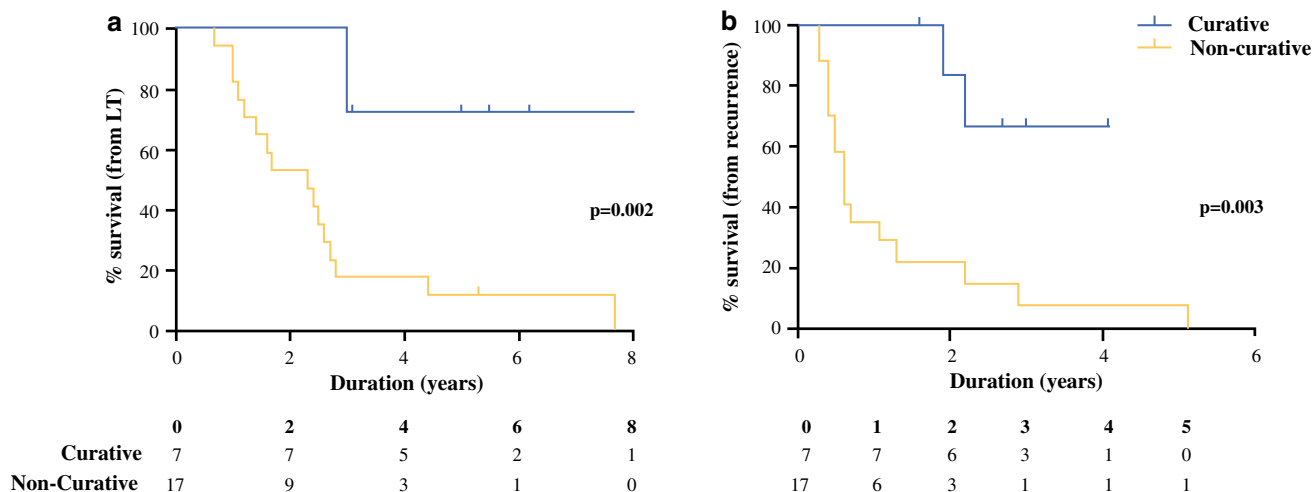 a
% survival (from LT)
100
80
60
40
20
0
p=0.002
0 2 4 6 8
Duration (years)
b
% survival (from recurrence)
100
80
60
40
20
0
Curative
Non-curative
p=0.003
0 2 4 6
Duration (years)
0 2 4 6 8
Curative 7 7 5 2 1
Non-Curative 17 9 3 1 0
0 1 2 3 4 5
7 7 6 3 1 0
17 6 3 1 1 1